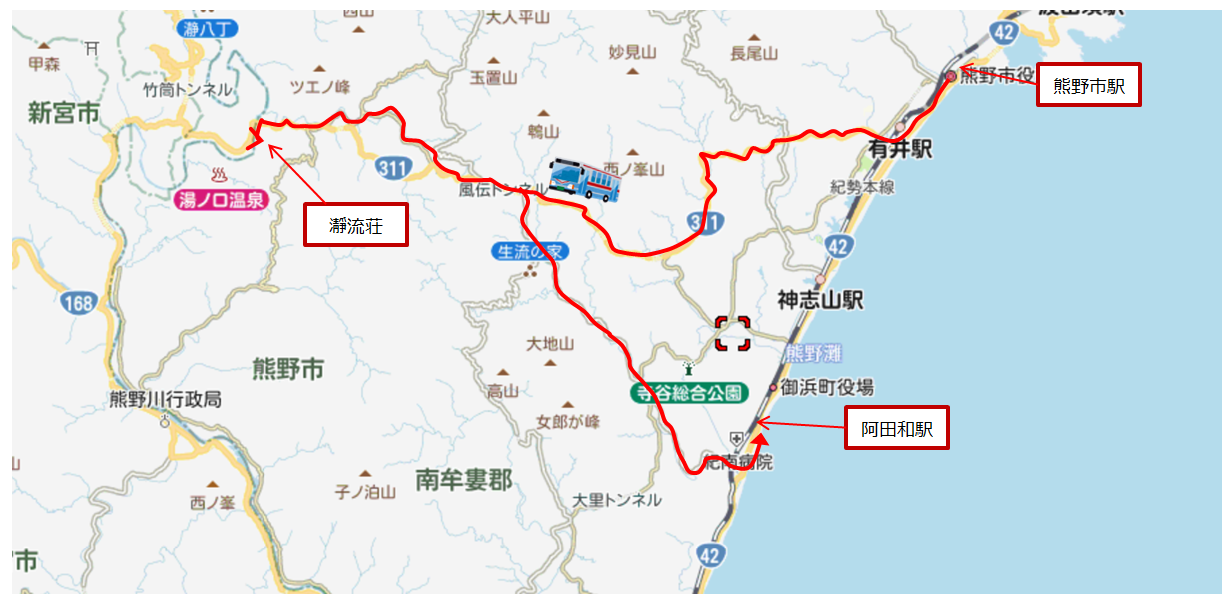 瀞八丁
大人平山
42
甲森
妙見山
長尾山
玉置山
熊野市役
熊野市駅
竹筒トンネル
ツエノ峰
新宮市
鵯山
有井駅
311
西ノ峯山
風伝トンネル
紀勢本線
湯ノ口温泉
瀞流荘
311
生流の家
42
168
神志山駅
大地山
熊野灘
熊野市
高山
寺谷総合公園
御浜町役場
熊野川行政局
女郎が峰
阿田和駅
紀南病院
南牟婁郡
子ノ泊山
西ノ峯
大里トンネル
42
市